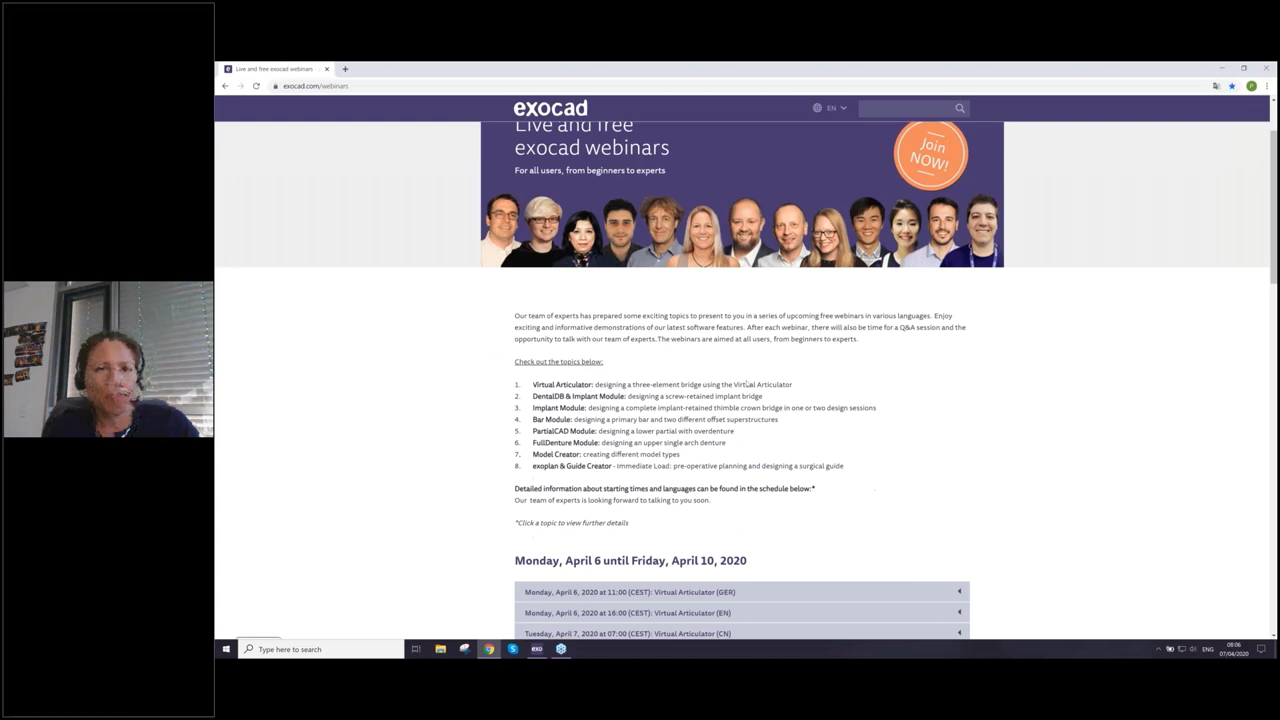 Live and free exocad webinars
exocad.com/webinars
exocad
EN
Live and free
exocad webinars
For all users, from beginners to experts
Join
NOW!
Our team of experts has prepared some exciting topics to present to you in a series of upcoming free webinars in various languages. Enjoy
exciting and informative demonstrations of our latest software features. After each webinar, there will also be time for a Q&A session and the
opportunity to talk with our team of experts.The webinars are aimed at all users, from beginners to experts.
Check out the topics below:
1. Virtual Articulator: designing a three-element bridge using the Virtual Articulator
2. DentalDB & Implant Module: designing a screw-retained implant bridge
3. Implant Module: designing a complete implant-retained thimble crown bridge in one or two design sessions
4. Bar Module: designing a primary bar and two different offset superstructures
5. PartialCAD Module: designing a lower partial with overdenture
6. FullDenture Module: designing an upper single arch denture
7. Model Creator: creating different model types
8. exoplan & Guide Creator - Immediate Load: pre-operative planning and designing a surgical guide
Detailed information about starting times and languages can be found in the schedule below:*
Our team of experts is looking forward to talking to you soon.
*Click a topic to view further details
Monday, April 6 until Friday, April 10, 2020
Monday, April 6, 2020 at 11:00 (CEST): Virtual Articulator (GER)
Monday, April 6, 2020 at 16:00 (CEST): Virtual Articulator (EN)
Tuesday, April 7, 2020 at 07:00 (CEST): Virtual Articulator (CN)
Type here to search
exo
ENG
08:06
07/04/2020